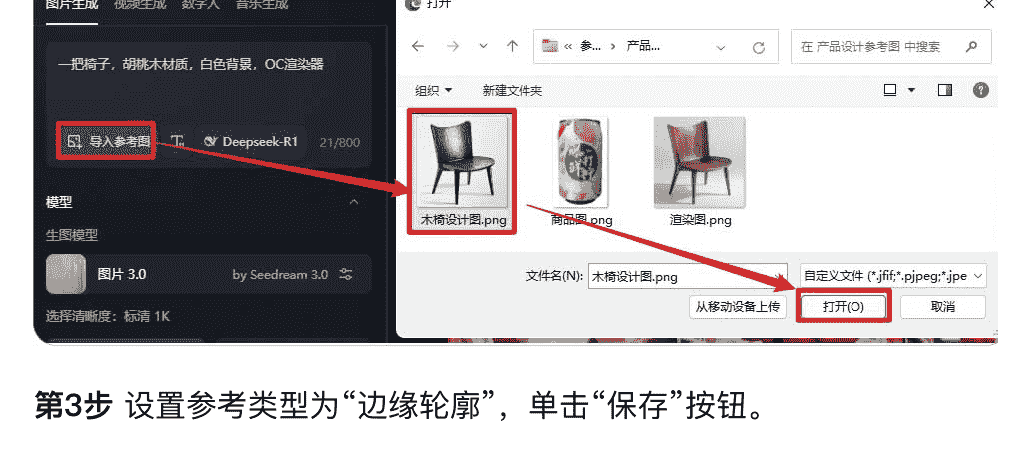 图片生成 视频生成 数字人 音乐生成
打开
一把椅子，胡桃木材质，白色背景，OC渲染器
« 参... › 产品...
在 产品设计参考图 中搜索
组织 新建文件夹
导入参考图 Deepseek-R1 21/800
木椅设计图.png 商品图.png 渲染图.png
模型
生图模型
图片 3.0 by Seedream 3.0
文件名(N): 木椅设计图.png 自定义文件 (*.jfif;*.pjpeg;*.jpe
从移动设备上传 打开(O) 取消
选择清晰度：标清 1K
第3步 设置参考类型为“边缘轮廓”，单击“保存”按钮。